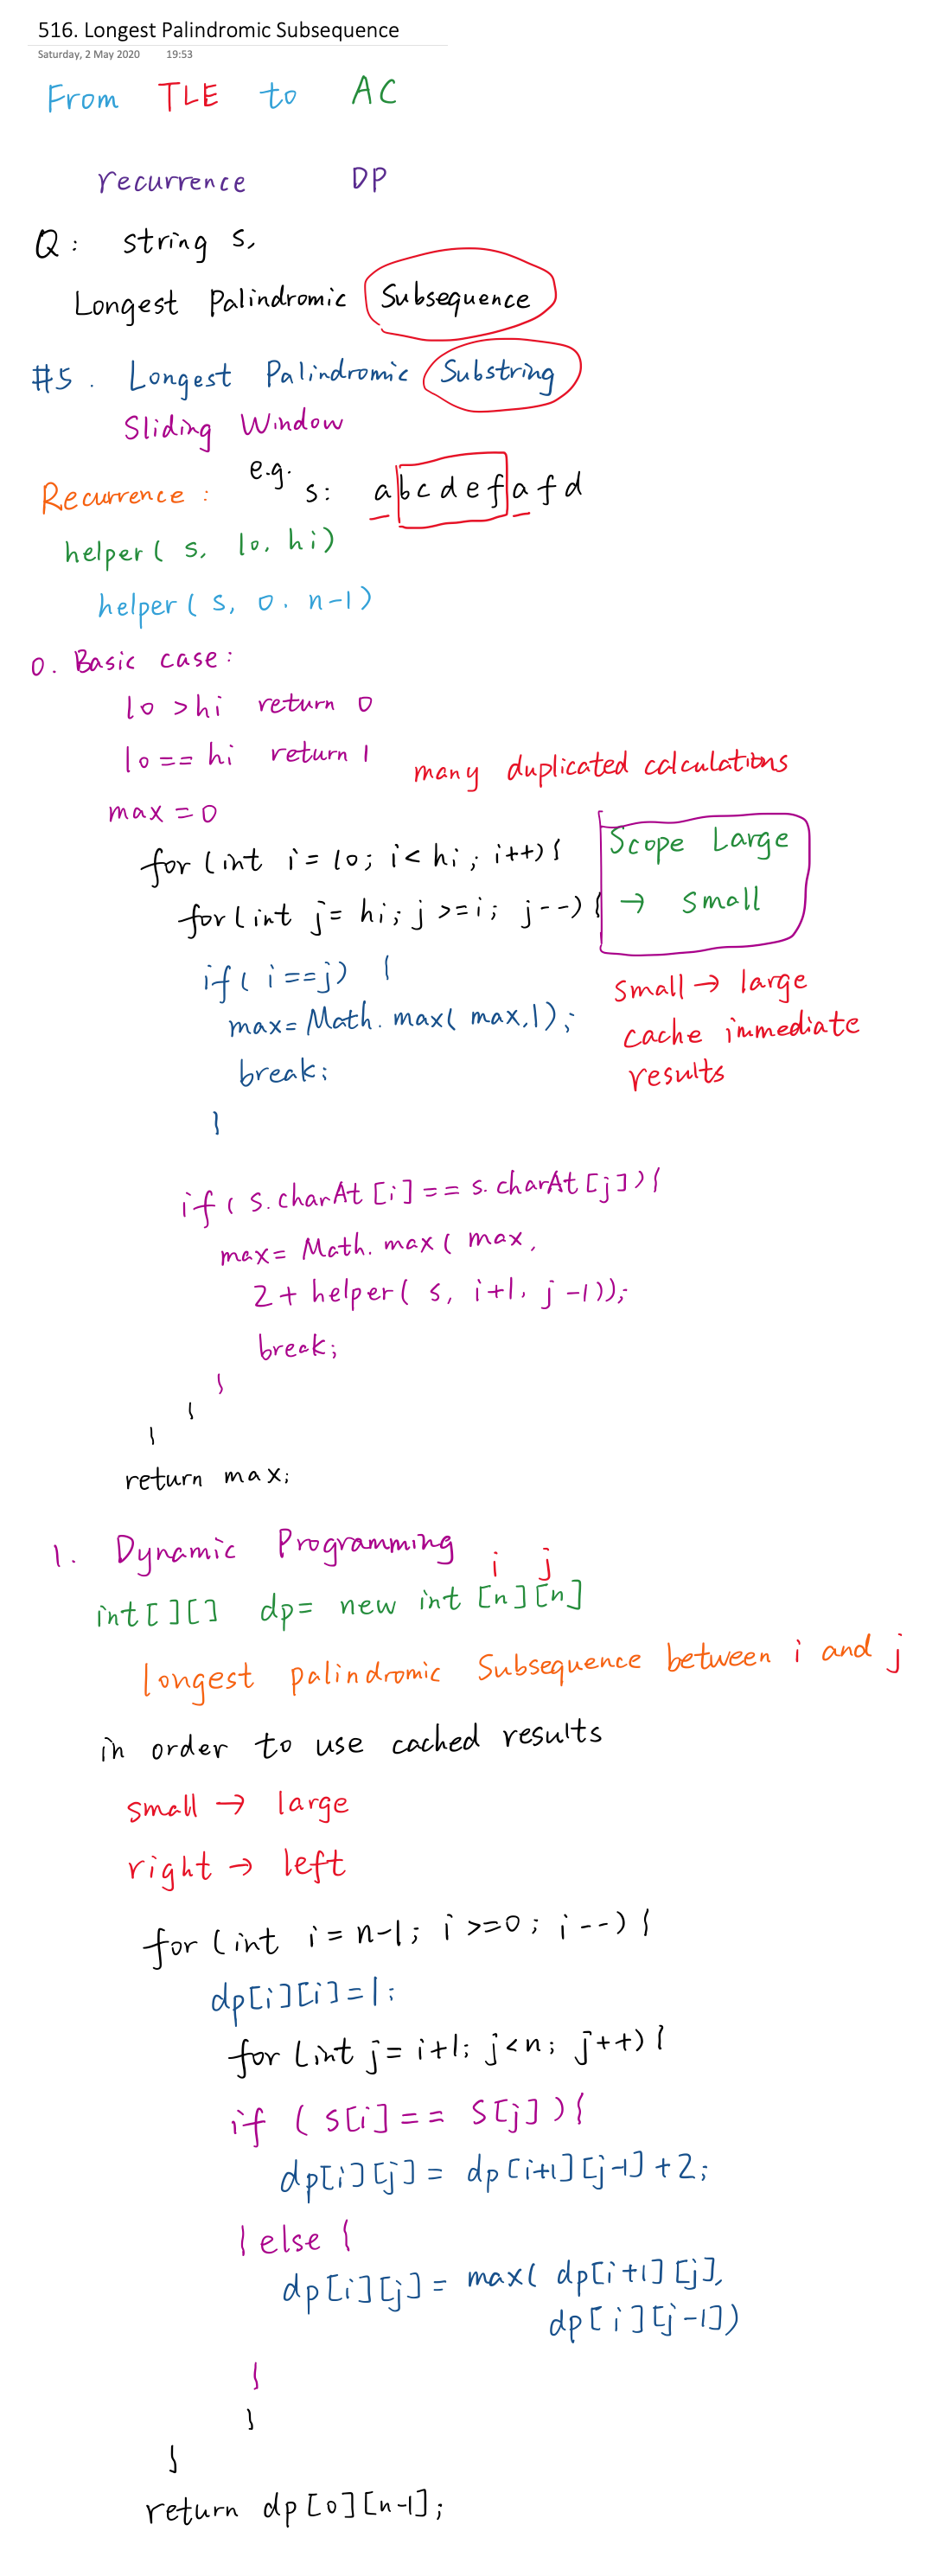 516. Longest Palindromic Subsequence
Saturday, 2 May 2020 19:53
From TLE to AC
recurrence DP
Q: string s,
Longest Palindromic Subsequence
#5. Longest Palindromic Substring
Sliding Window
Recurrence: e.g. s: abcdefafd
helper( s, lo, hi)
helper( s, 0. n-1)
0. Basic case:
lo >hi return 0
lo == hi return 1
many duplicated calculations
max = 0
for (int i = lo; i< hi; i++){
Scope Large
for(int j= hi; j >=i; j--){
→ small
if( i==j) {
small → large
max= Math.max( max,1);
cache immediate
break;
results
}
if( s.charAt[i] == s.charAt[j]){
max= Math.max( max,
2+ helper( s, i+1, j-1));
break;
}
}
}
return max;
1. Dynamic Programming
i j
int[][] dp= new int [n][n]
longest palindromic Subsequence between i and j
in order to use cached results
small → large
right → left
for (int i = n-1; i >=0; i--) {
dp[i][i]=1;
for (int j= i+1; j<n; j++){
if ( s[i]== s[j]){
dp[i][j] = dp[i+1][j-1]+2;
} else {
dp[i][j] = max( dp[i+1][j],
dp[i][j-1])
}
}
}
return dp[0][n-1];